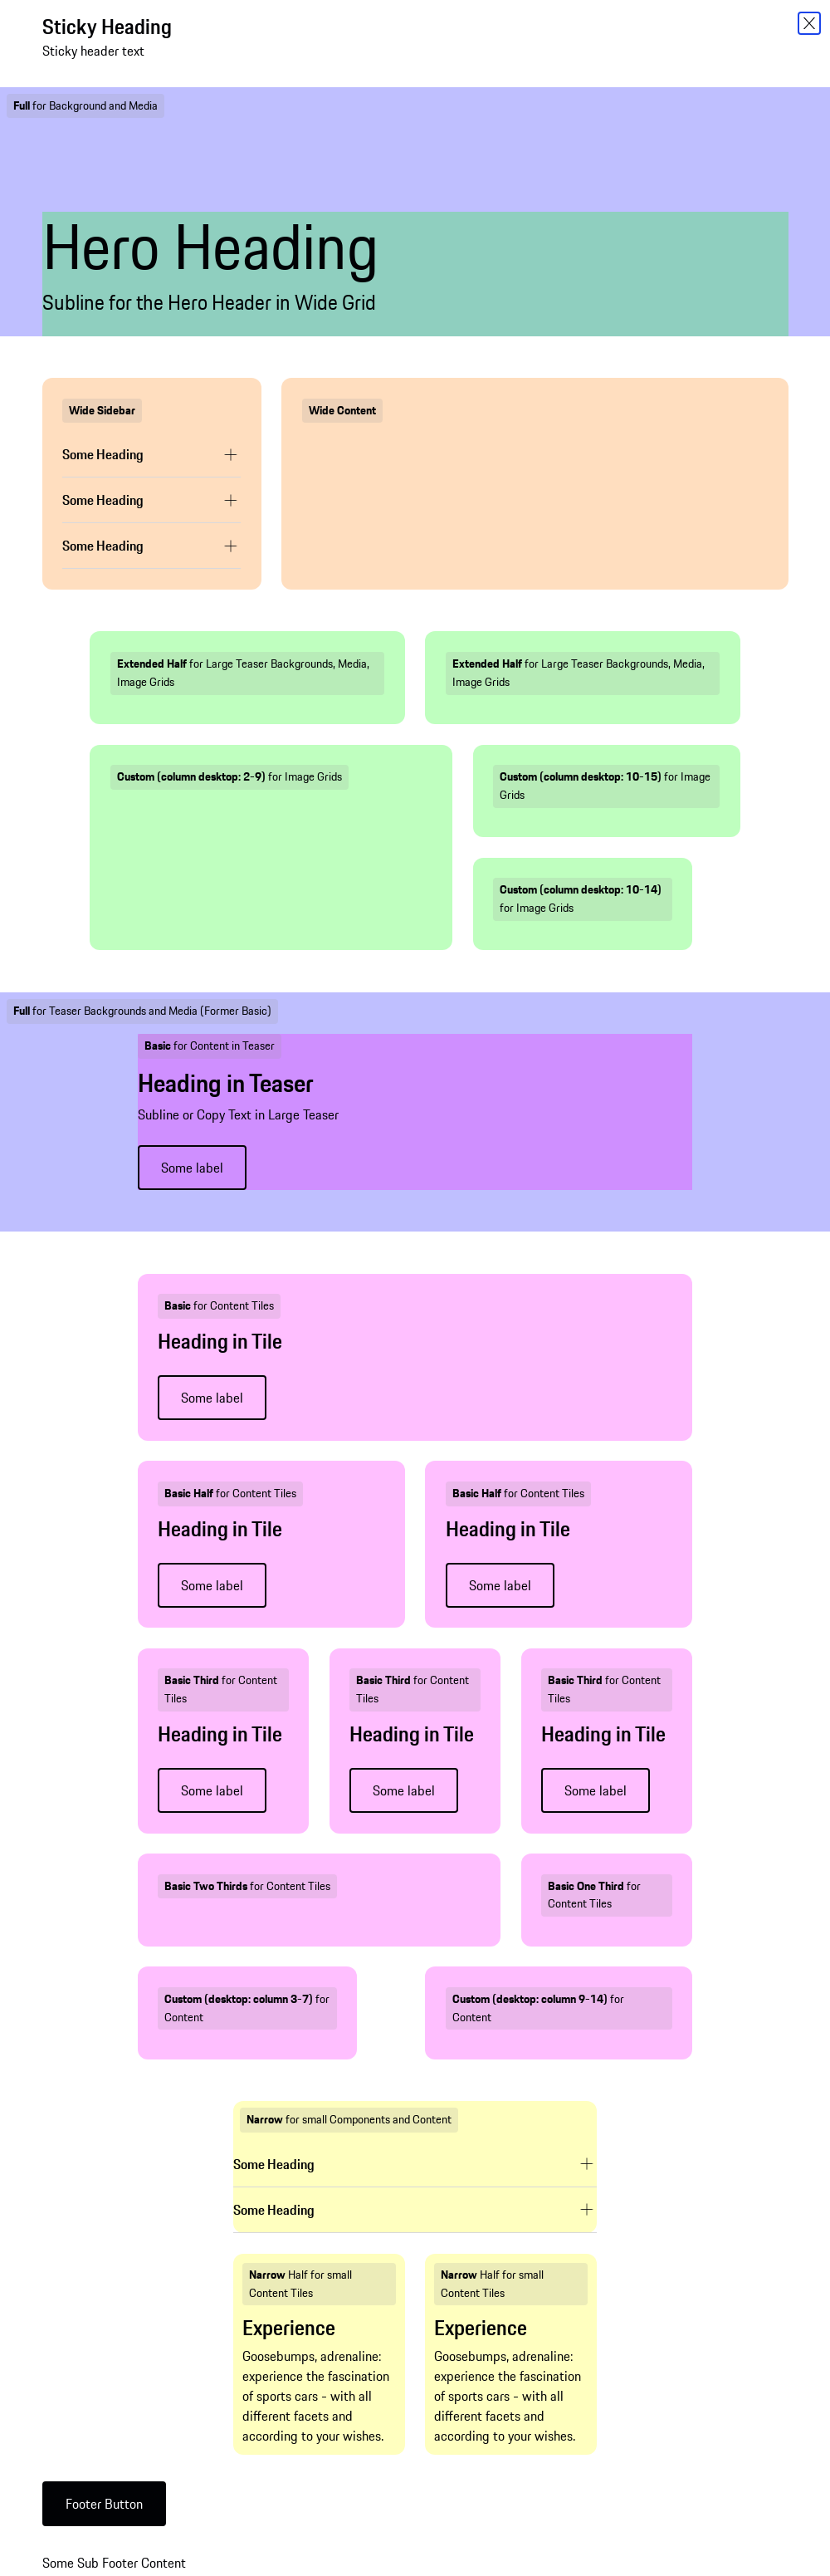 Sticky Heading
Sticky header text
Full for Background and Media
Hero Heading
Subline for the Hero Header in Wide Grid
Wide Sidebar
Some Heading
Some Heading
Some Heading
Wide Content
Extended Half for Large Teaser Backgrounds, Media,
Image Grids
Extended Half for Large Teaser Backgrounds, Media,
Image Grids
Custom (column desktop: 2-9) for Image Grids
Custom (column desktop: 10-15) for Image
Grids
Custom (column desktop: 10-14)
for Image Grids
Full for Teaser Backgrounds and Media (Former Basic)
Basic for Content in Teaser
Heading in Teaser
Subline or Copy Text in Large Teaser
Some label
Basic for Content Tiles
Heading in Tile
Some label
Basic Half for Content Tiles
Heading in Tile
Some label
Basic Half for Content Tiles
Heading in Tile
Some label
Basic Third for Content
Tiles
Heading in Tile
Some label
Basic Third for Content
Tiles
Heading in Tile
Some label
Basic Third for Content
Tiles
Heading in Tile
Some label
Basic Two Thirds for Content Tiles
Basic One Third for
Content Tiles
Custom (desktop: column 3-7) for
Content
Custom (desktop: column 9-14) for
Content
Narrow for small Components and Content
Some Heading
Some Heading
Narrow Half for small
Content Tiles
Experience
Goosebumps, adrenaline:
experience the fascination
of sports cars - with all
different facets and
according to your wishes.
Narrow Half for small
Content Tiles
Experience
Goosebumps, adrenaline:
experience the fascination
of sports cars - with all
different facets and
according to your wishes.
Footer Button
Some Sub Footer Content